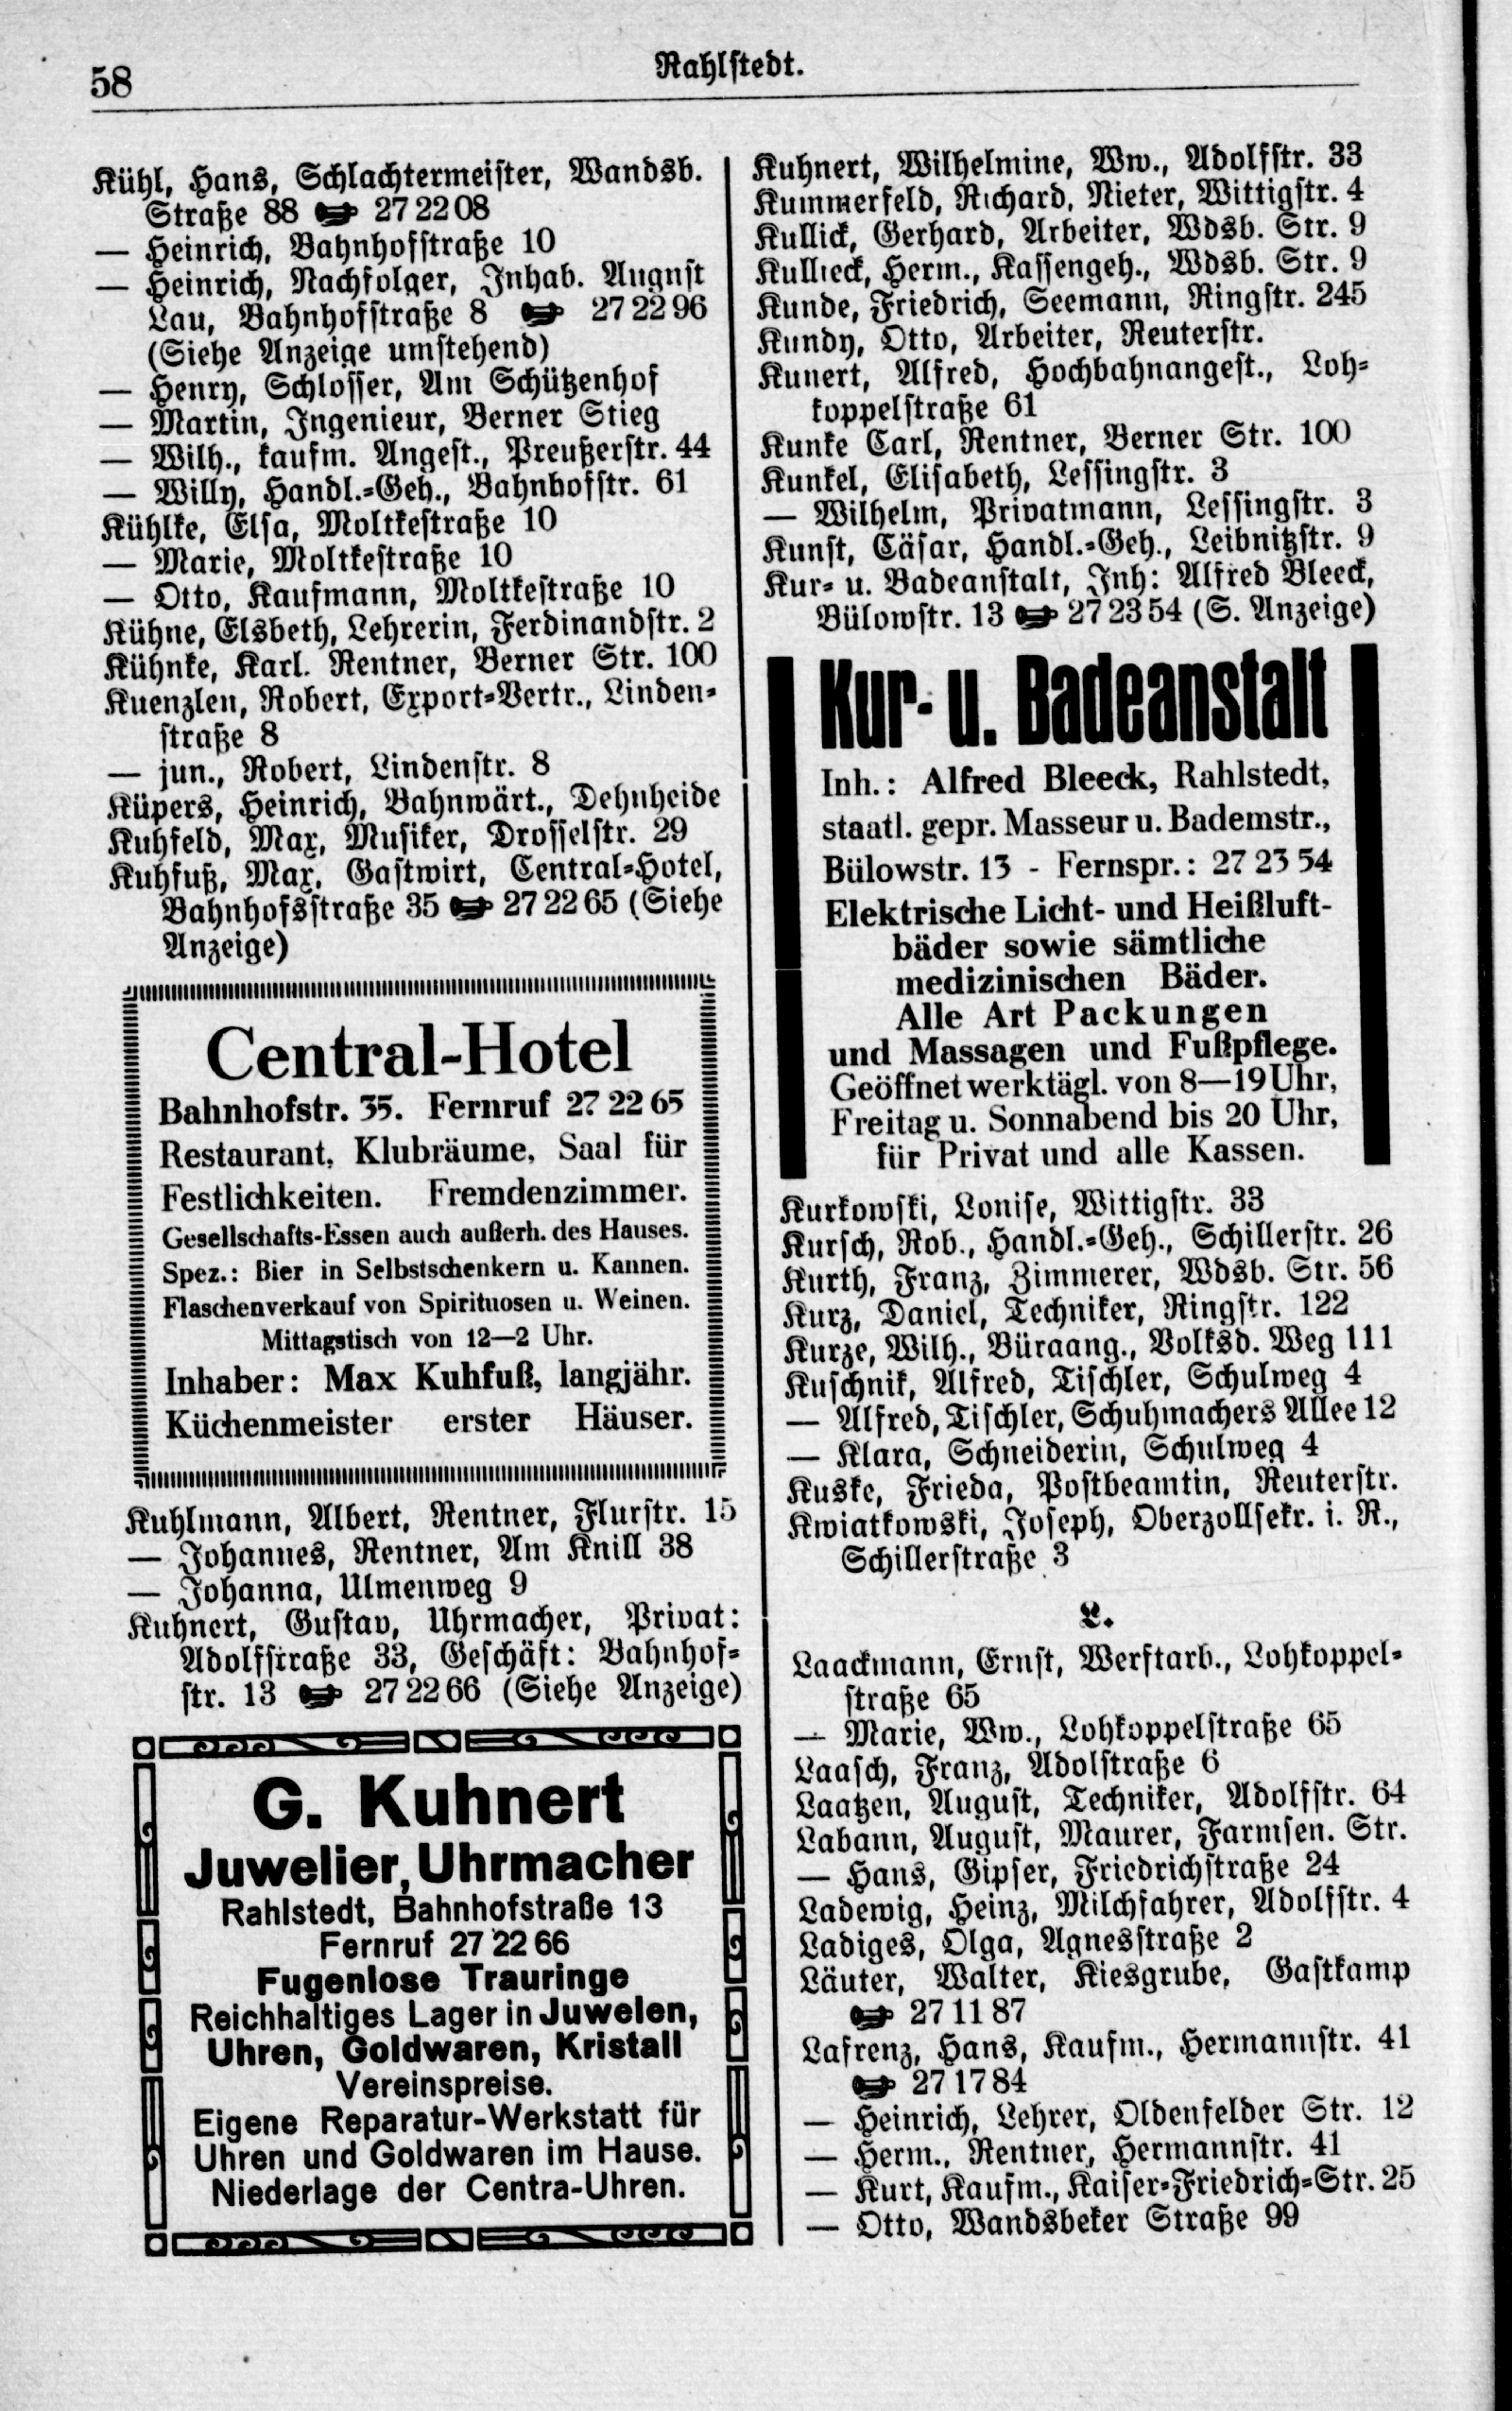 58
Rahlstedt.
Kühl, Hans, Schlachtermeister, Wandsb.
Straße 88 27 22 08
— Heinrich, Bahnhofstraße 10
— Heinrich, Nachfolger, Inhab. August
Lau, Bahnhofstraße 8 27 22 96
(Siehe Anzeige umstehend)
— Henry, Schlosser, Am Schützenhof
— Martin, Ingenieur, Berner Stieg
— Wilh., kaufm. Angest., Preußerstr. 44
— Willy, Handl.-Geh., Bahnhofstr. 61
Kühlke, Elsa, Moltkestraße 10
— Marie, Moltkestraße 10
— Otto, Kaufmann, Moltkestraße 10
Kühne, Elsbeth, Lehrerin, Ferdinandstr. 2
Kühnke, Karl. Rentner, Berner Str. 100
Kuenzlen, Robert, Export-Vertr., Linden-
straße 8
— jun., Robert, Lindenstr. 8
Küpers, Heinrich, Bahnwärt., Dehnheide
Kuhfeld, Max, Musiker, Drosselstr. 29
Kuhfuß, Max, Gastwirt, Central-Hotel,
Bahnhofsstraße 35 27 22 65 (Siehe
Anzeige)
Central-Hotel
Bahnhofstr. 35. Fernruf 27 22 65
Restaurant, Klubräume, Saal für
Festlichkeiten. Fremdenzimmer.
Gesellschafts-Essen auch außerh. des Hauses.
Spez.: Bier in Selbstschenkern u. Kannen.
Flaschenverkauf von Spirituosen u. Weinen.
Mittagstisch von 12—2 Uhr.
Inhaber: Max Kuhfuß, langjähr.
Küchenmeister erster Häuser.
Kuhlmann, Albert, Rentner, Flurstr. 15
— Johannes, Rentner, Am Knill 38
— Johanna, Ulmenweg 9
Kuhnert, Gustav, Uhrmacher, Privat:
Adolfstraße 33, Geschäft: Bahnhof-
str. 13 27 22 66 (Siehe Anzeige)
G. Kuhnert
Juwelier, Uhrmacher
Rahlstedt, Bahnhofstraße 13
Fernruf 27 22 66
Fugenlose Trauringe
Reichhaltiges Lager in Juwelen,
Uhren, Goldwaren, Kristall
Vereinspreise.
Eigene Reparatur-Werkstatt für
Uhren und Goldwaren im Hause.
Niederlage der Centra-Uhren.
Kuhnert, Wilhelmine, Ww., Adolfstr. 33
Kummerfeld, Richard, Nieter, Wittigstr. 4
Kullick, Gerhard, Arbeiter, Wdsb. Str. 9
Kullieck, Herm., Kassengeh., Wdsb. Str. 9
Kunde, Friedrich, Seemann, Ringstr. 245
Kundy, Otto, Arbeiter, Reuterstr.
Kunert, Alfred, Hochbahnangest., Loh-
koppelstraße 61
Kunke Carl, Rentner, Berner Str. 100
Kunkel, Elisabeth, Lessingstr. 3
— Wilhelm, Privatmann, Lessingstr. 3
Kunst, Cäsar, Handl.-Geh., Leibnitzstr. 9
Kur- u. Badeanstalt, Inh: Alfred Bleeck,
Bülowstr. 13 27 23 54 (S. Anzeige)
Kur- u. Badeanstalt
Inh.: Alfred Bleeck, Rahlstedt,
staatl. gepr. Masseur u. Bademstr.,
Bülowstr. 13 - Fernspr.: 27 23 54
Elektrische Licht- und Heißluft-
bäder sowie sämtliche
medizinischen Bäder.
Alle Art Packungen
und Massagen und Fußpflege.
Geöffnet werktägl. von 8—19 Uhr,
Freitag u. Sonnabend bis 20 Uhr,
für Privat und alle Kassen.
Kurkowski, Lonise, Wittigstr. 33
Kursch, Rob., Handl.-Geh., Schillerstr. 26
Kurth, Franz, Zimmerer, Wdsb. Str. 56
Kurz, Daniel, Techniker, Ringstr. 122
Kurze, Wilh., Büraang., Volksd. Weg 111
Kuschnik, Alfred, Tischler, Schulweg 4
— Alfred, Tischler, Schuhmachers Allee 12
— Klara, Schneiderin, Schulweg 4
Kuske, Frieda, Postbeamtin, Reuterstr.
Kwiatkowski, Joseph, Oberzollsekr. i. R.,
Schillerstraße 3
L.
Laackmann, Ernst, Werftarb., Lohkoppel-
straße 65
— Marie, Ww., Lohkoppelstraße 65
Laasch, Franz, Adolstraße 6
Laatzen, August, Techniker, Adolfstr. 64
Labann, August, Maurer, Farmsen. Str.
— Hans, Gipser, Friedrichstraße 24
Ladewig, Heinz, Milchfahrer, Adolfstr. 4
Ladiges, Olga, Agnesstraße 2
Läuter, Walter, Kiesgrube, Gastkamp
27 11 87
Lafrenz, Hans, Kaufm., Hermannstr. 41
27 17 84
— Heinrich, Lehrer, Oldenfelder Str. 12
— Herm., Rentner, Hermannstr. 41
— Kurt, Kaufm., Kaiser-Friedrich-Str. 25
— Otto, Wandsbeker Straße 99